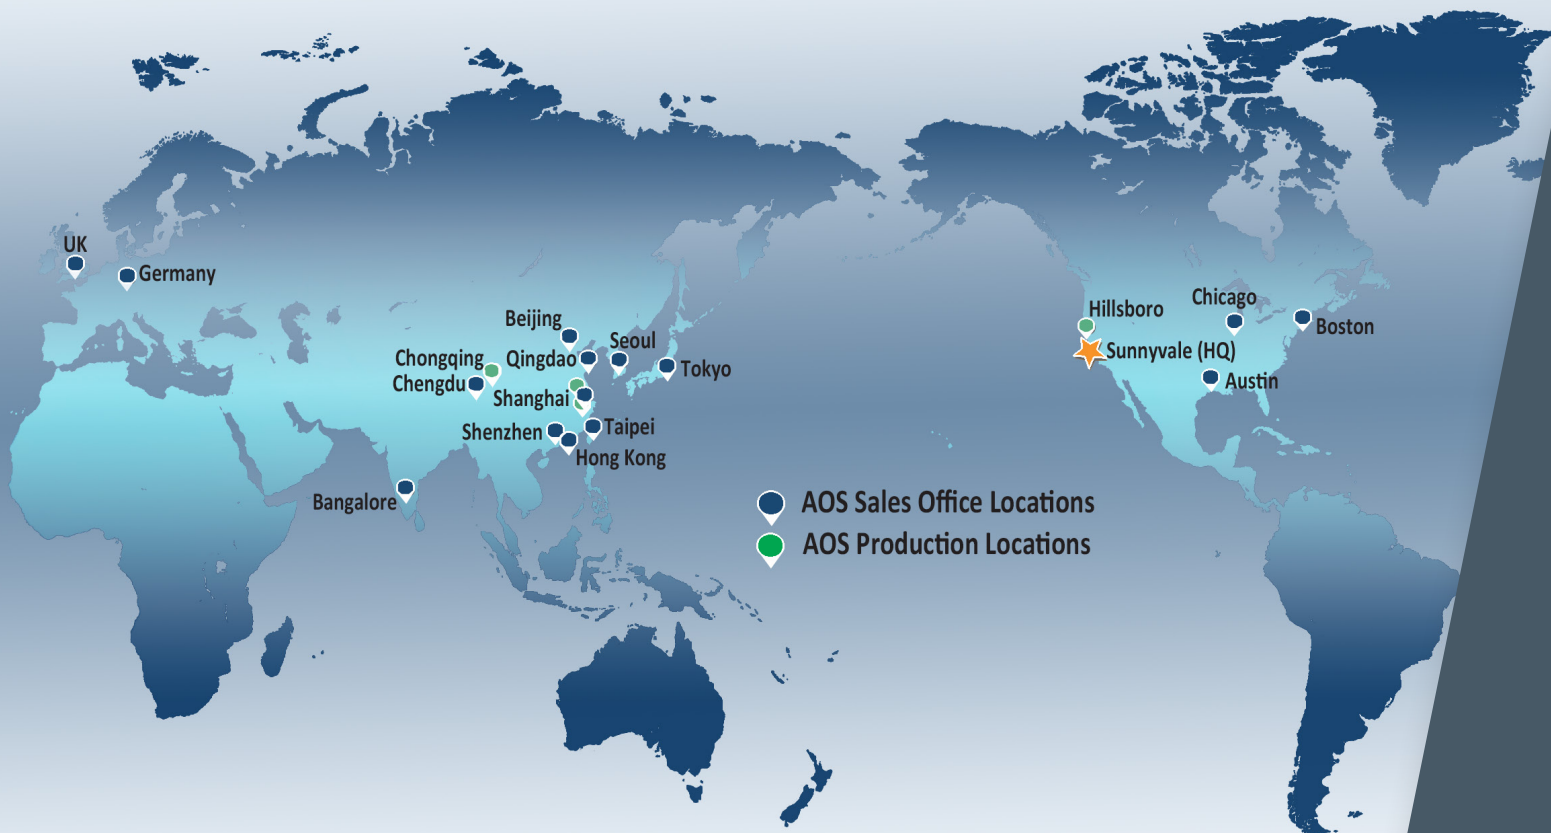 UK
Germany
Beijing
Seoul
Chongqing
Qingdao
Chengdu
Tokyo
Shanghai
Shenzhen
Taipei
Hong Kong
Bangalore
Hillsboro
Chicago
Boston
Sunnyvale (HQ)
Austin
AOS Sales Office Locations
AOS Production Locations